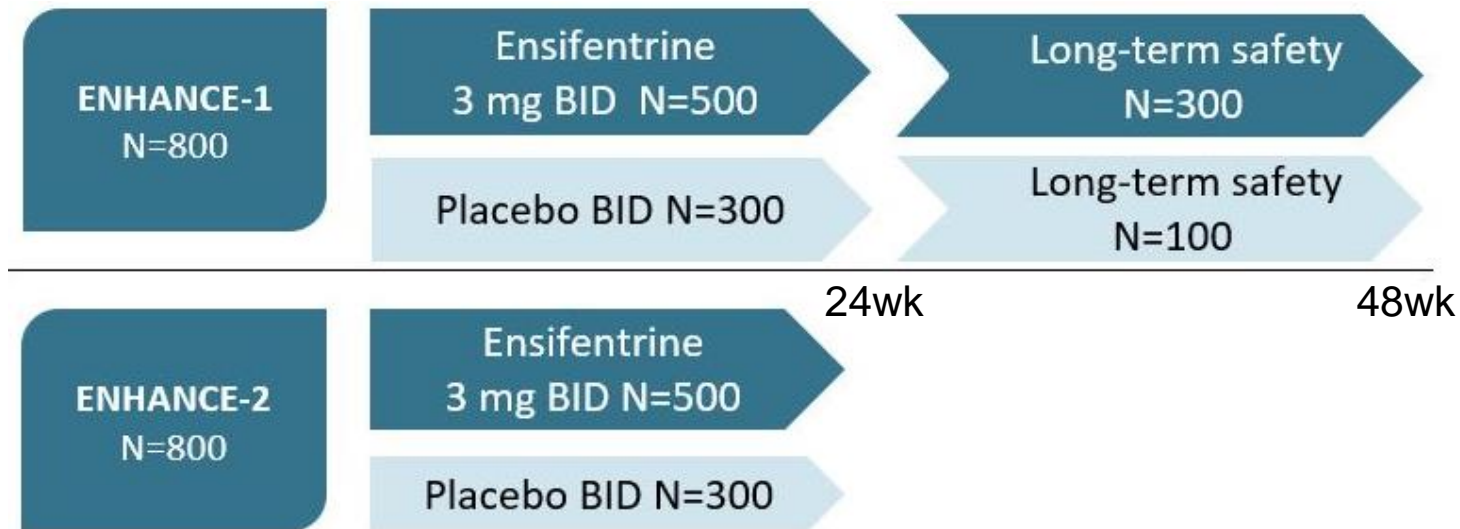 ENHANCE-1
N=800
Ensifentrine
3 mg BID N=500
Long-term safety
N=300
Placebo BID N=300
Long-term safety
N=100
24wk
48wk
ENHANCE-2
N=800
Ensifentrine
3 mg BID N=500
Placebo BID N=300